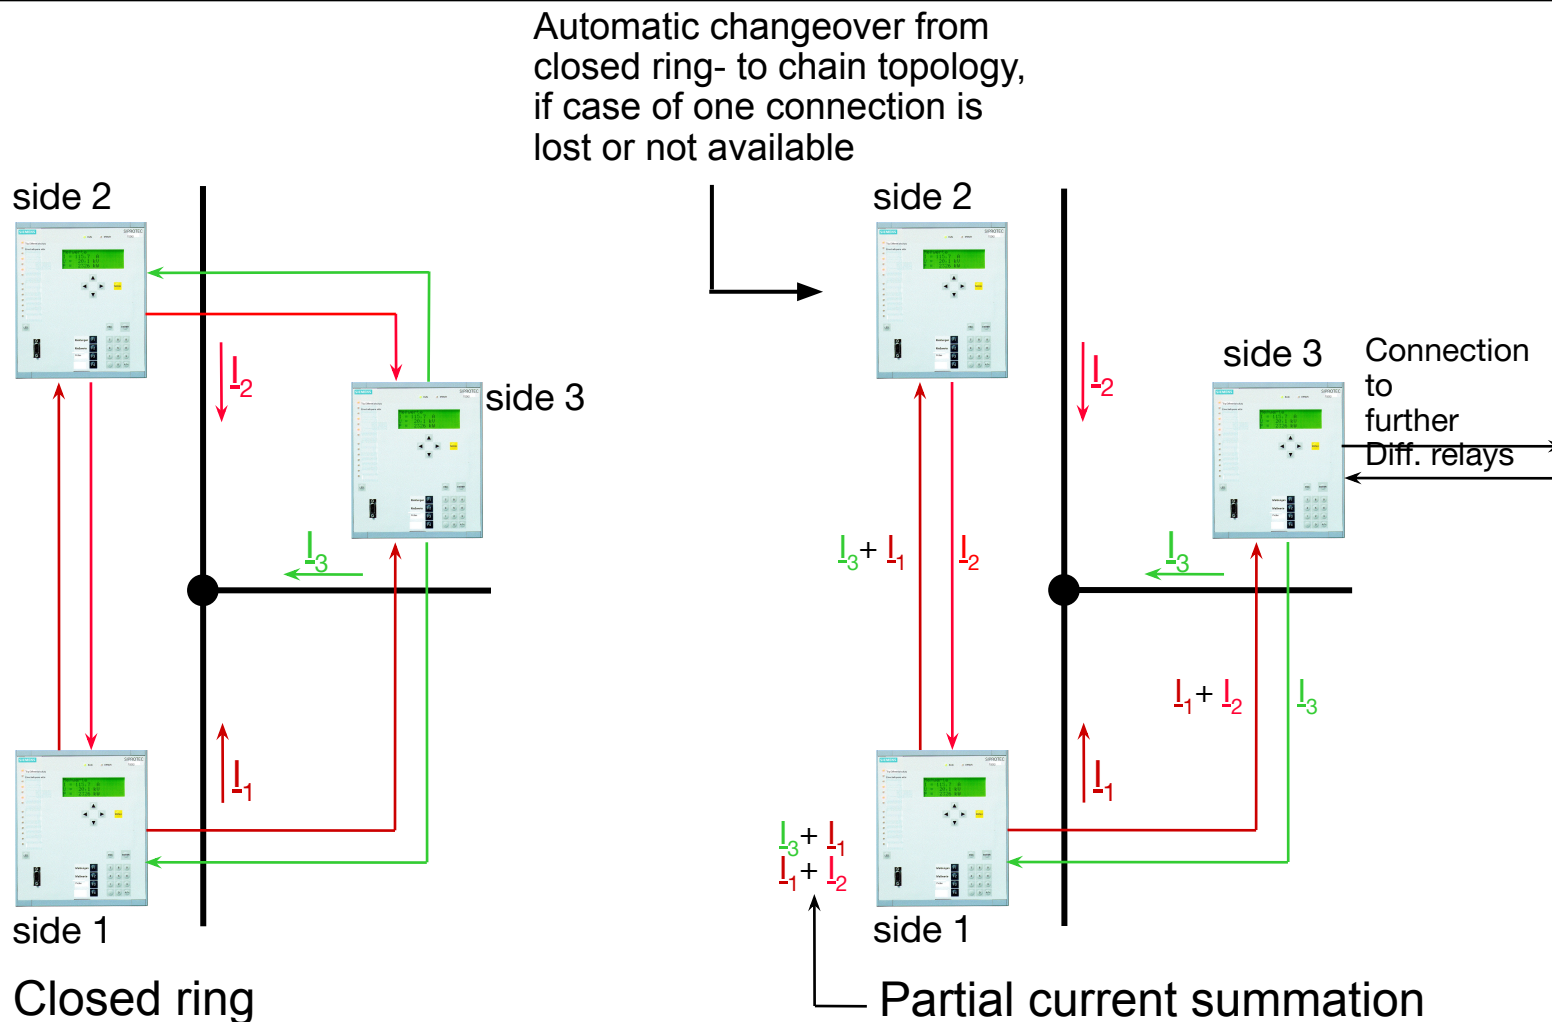 Automatic changeover from
closed ring- to chain topology,
if case of one connection is
lost or not available
side 2
I2
side 3
I3
I1
side 1
Closed ring
side 2
I2
side 3
Connection
to
further
Diff. relays
I3 + I1
I2
I3
I1 + I2
I3
I1
I3 + I1
I1 + I2
side 1
Partial current summation